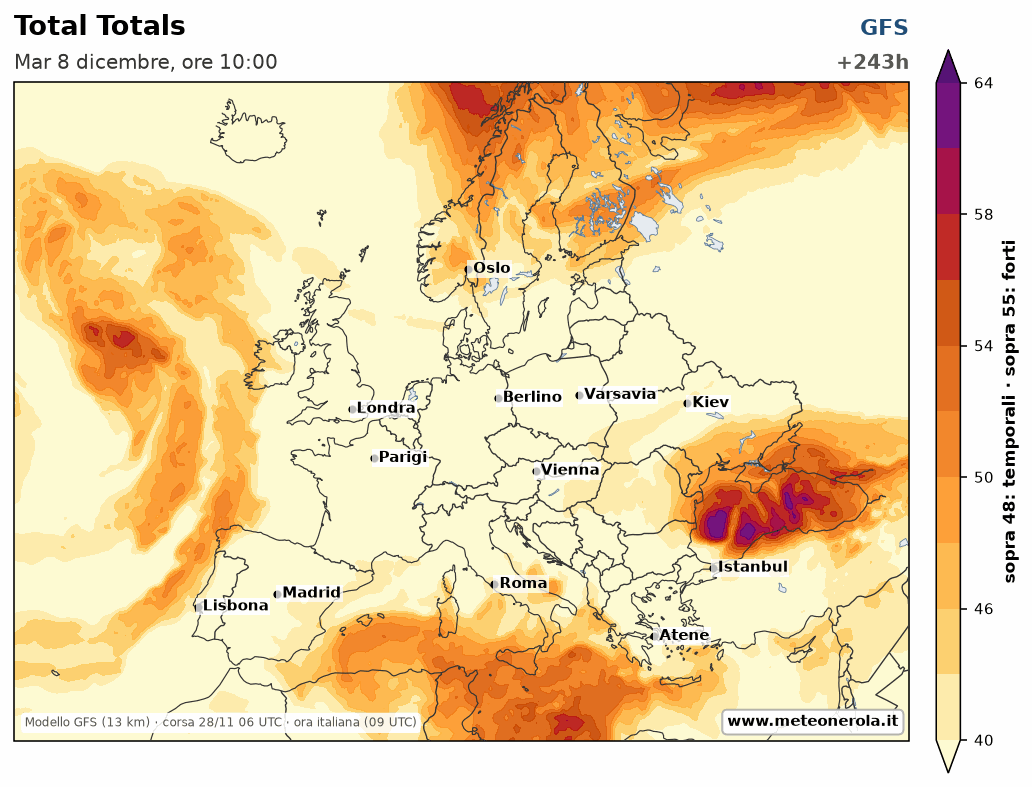 Total Totals
GFS
Mar 8 dicembre, ore 10:00
+243h
Oslo
Londra
Berlino
Varsavia
Kiev
Parigi
Vienna
Istanbul
Roma
Madrid
Lisbona
Atene
Modello GFS (13 km) · corsa 28/11 06 UTC · ora italiana (09 UTC)
www.meteonerola.it
64
58
54
50
46
40
sopra 48: temporali · sopra 55: forti